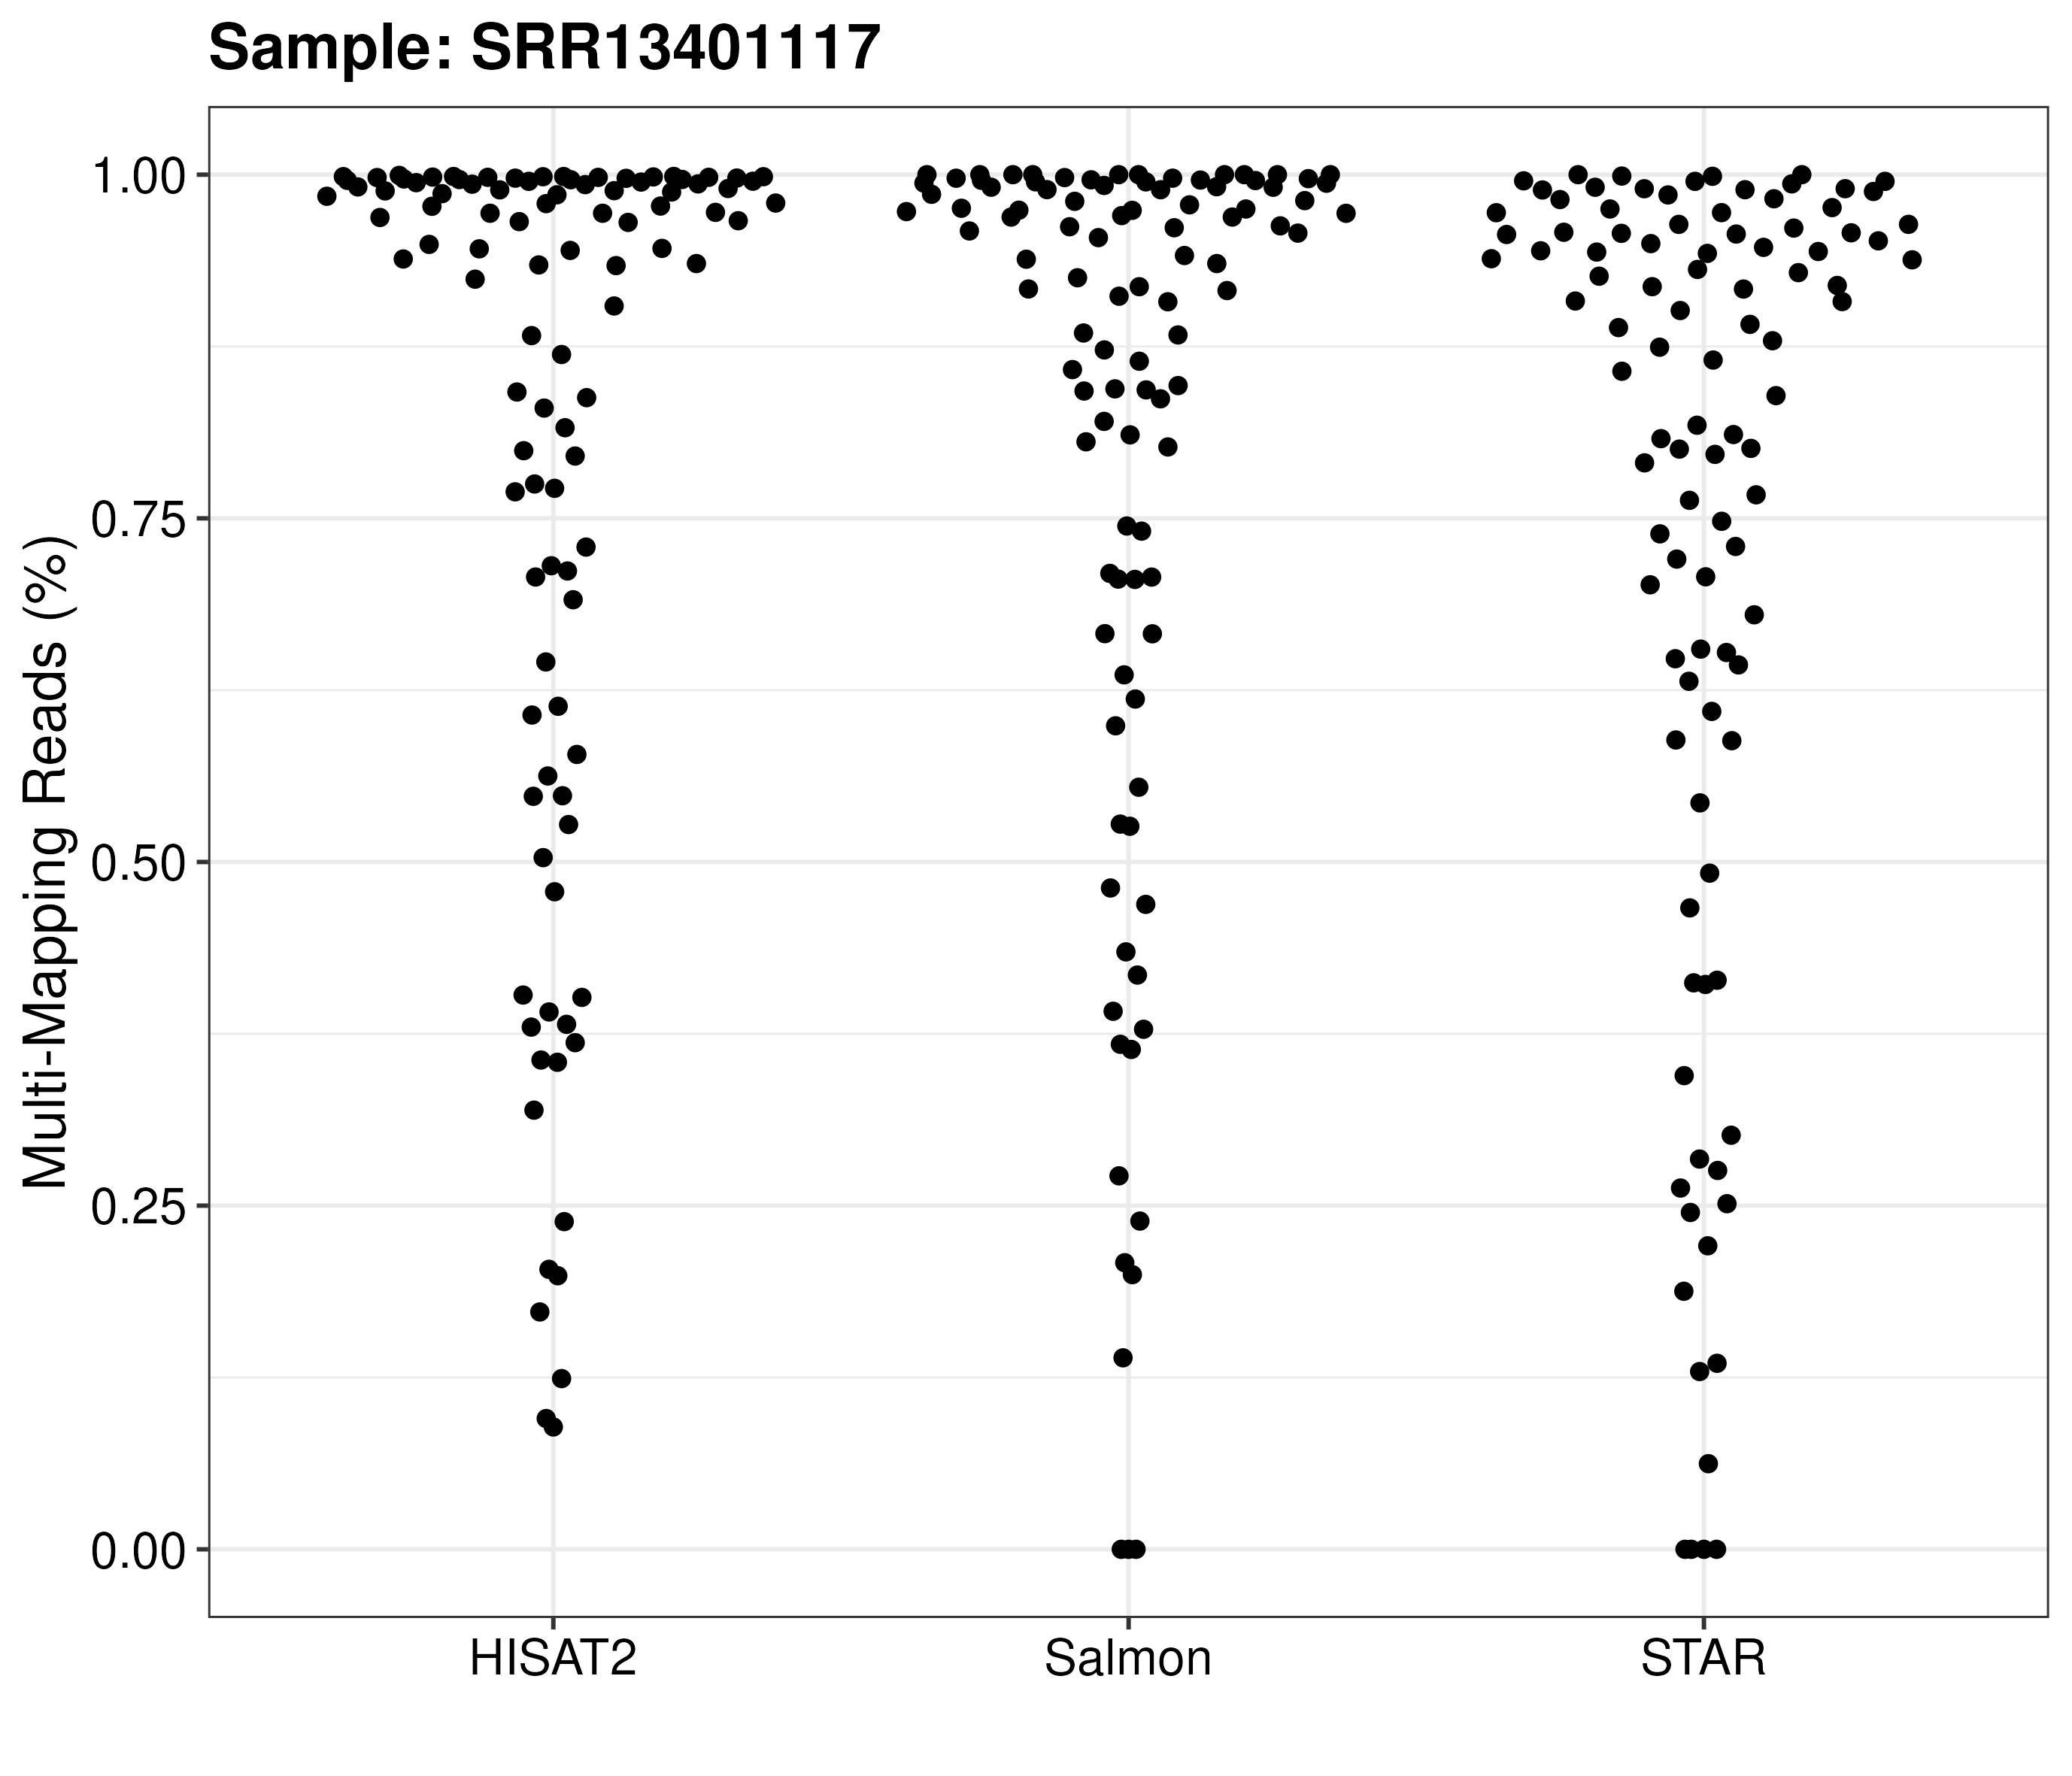 Sample: SRR13401117
Multi-Mapping Reads (%)
1.00
0.75
0.50
0.25
0.00
HISAT2 Salmon STAR